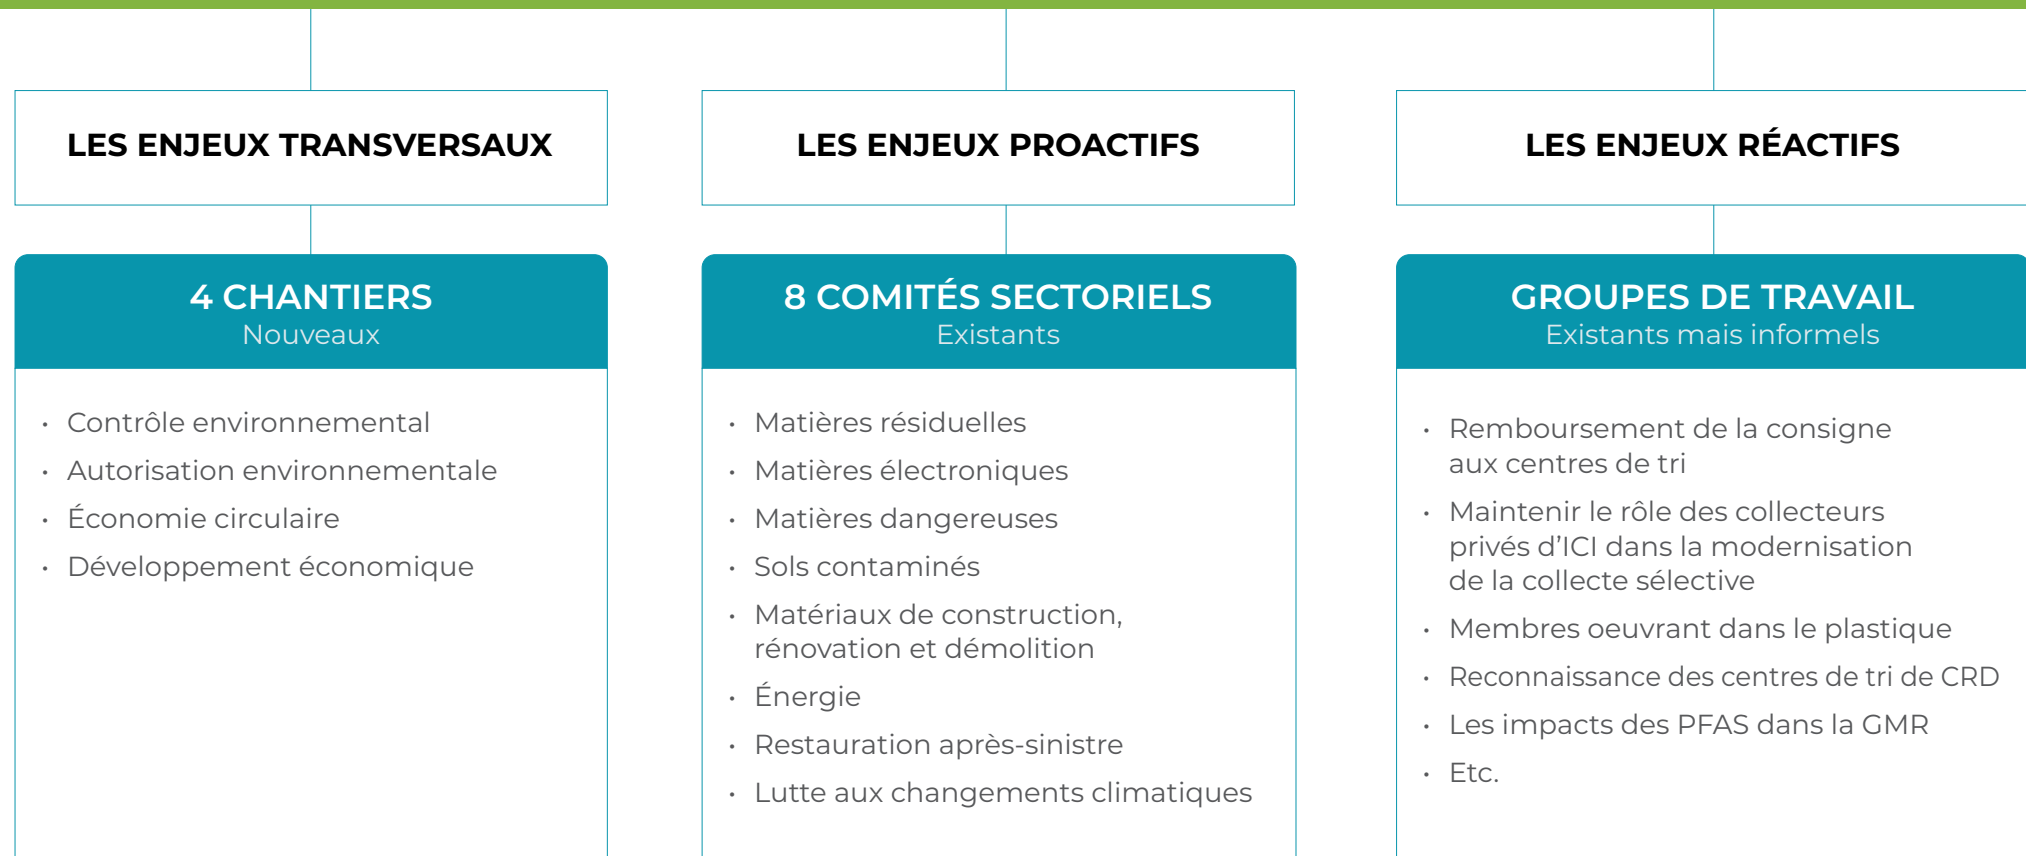 LES ENJEUX TRANSVERSAUX
4 CHANTIERS
Nouveaux
· Contrôle environnemental
· Autorisation environnementale
· Économie circulaire
· Développement économique
LES ENJEUX PROACTIFS
8 COMITÉS SECTORIELS
Existants
· Matières résiduelles
· Matières électroniques
· Matières dangereuses
· Sols contaminés
· Matériaux de construction,
rénovation et démolition
· Énergie
· Restauration après-sinistre
· Lutte aux changements climatiques
LES ENJEUX RÉACTIFS
GROUPES DE TRAVAIL
Existants mais informels
· Remboursement de la consigne
aux centres de tri
· Maintenir le rôle des collecteurs
privés d’ICI dans la modernisation
de la collecte sélective
· Membres oeuvrant dans le plastique
· Reconnaissance des centres de tri de CRD
· Les impacts des PFAS dans la GMR
· Etc.